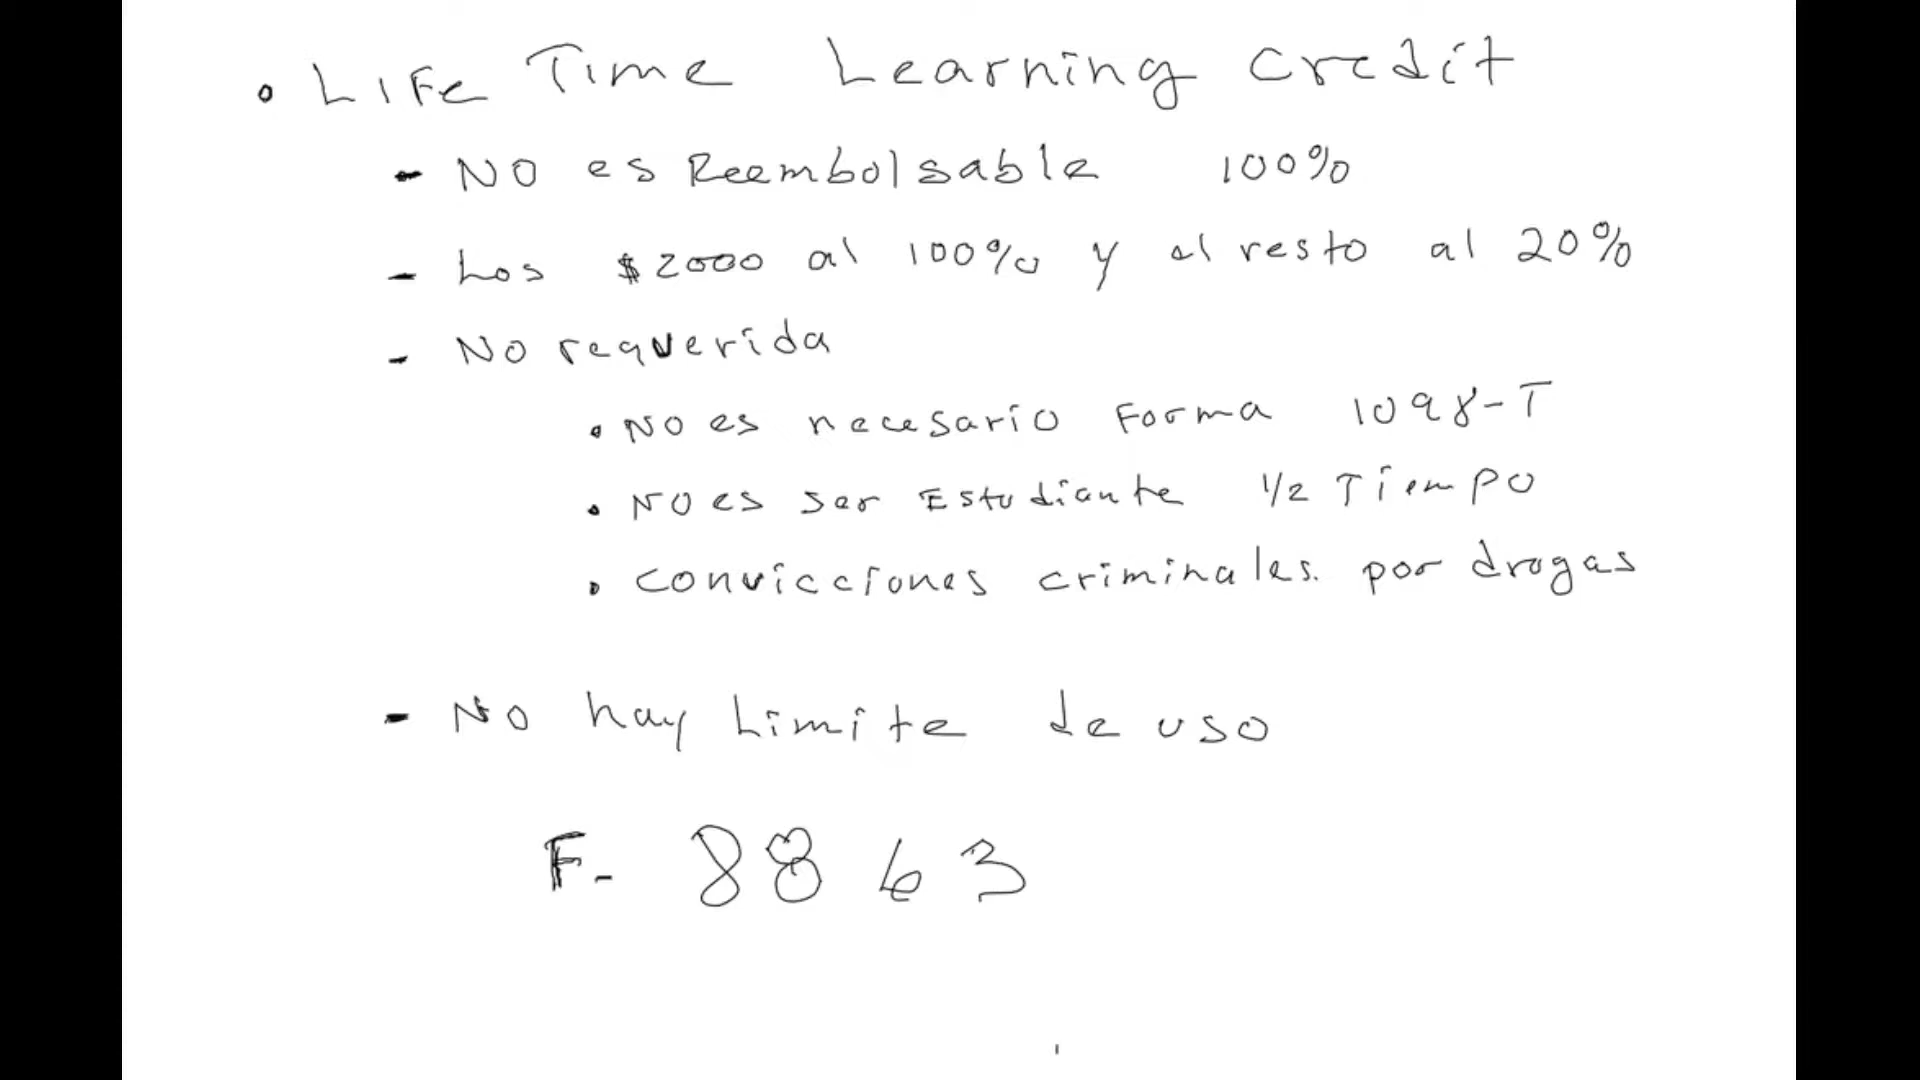 • LIFe Time Learning Credit
- NO es Reembolsable 100%
- Los $2000 al 100% y el resto al 20%
- No requerida
• NO es necesario Forma 1098-T
• NO es ser Estudiante 1/2 Tiempo
• convicciones criminales. por drogas
- No hay Limite de uso
F- 8863